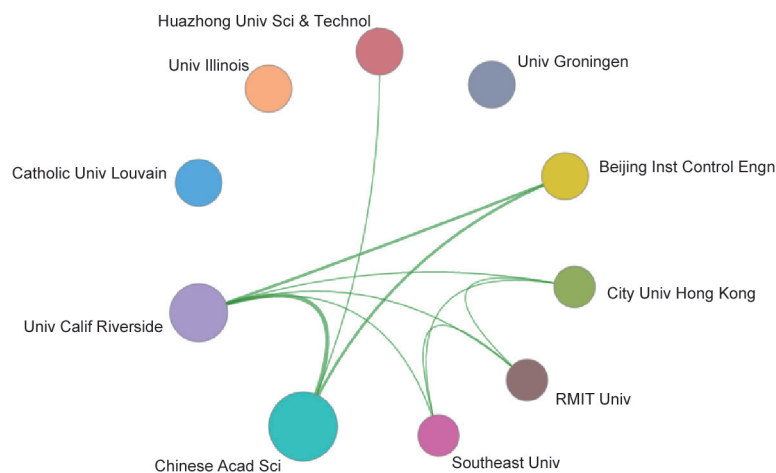 Huazhong Univ Sci & Technol
Univ Illinois
Univ Groningen
Catholic Univ Louvain
Beijing Inst Control Engn
City Univ Hong Kong
Univ Calif Riverside
RMIT Univ
Southeast Univ
Chinese Acad Sci